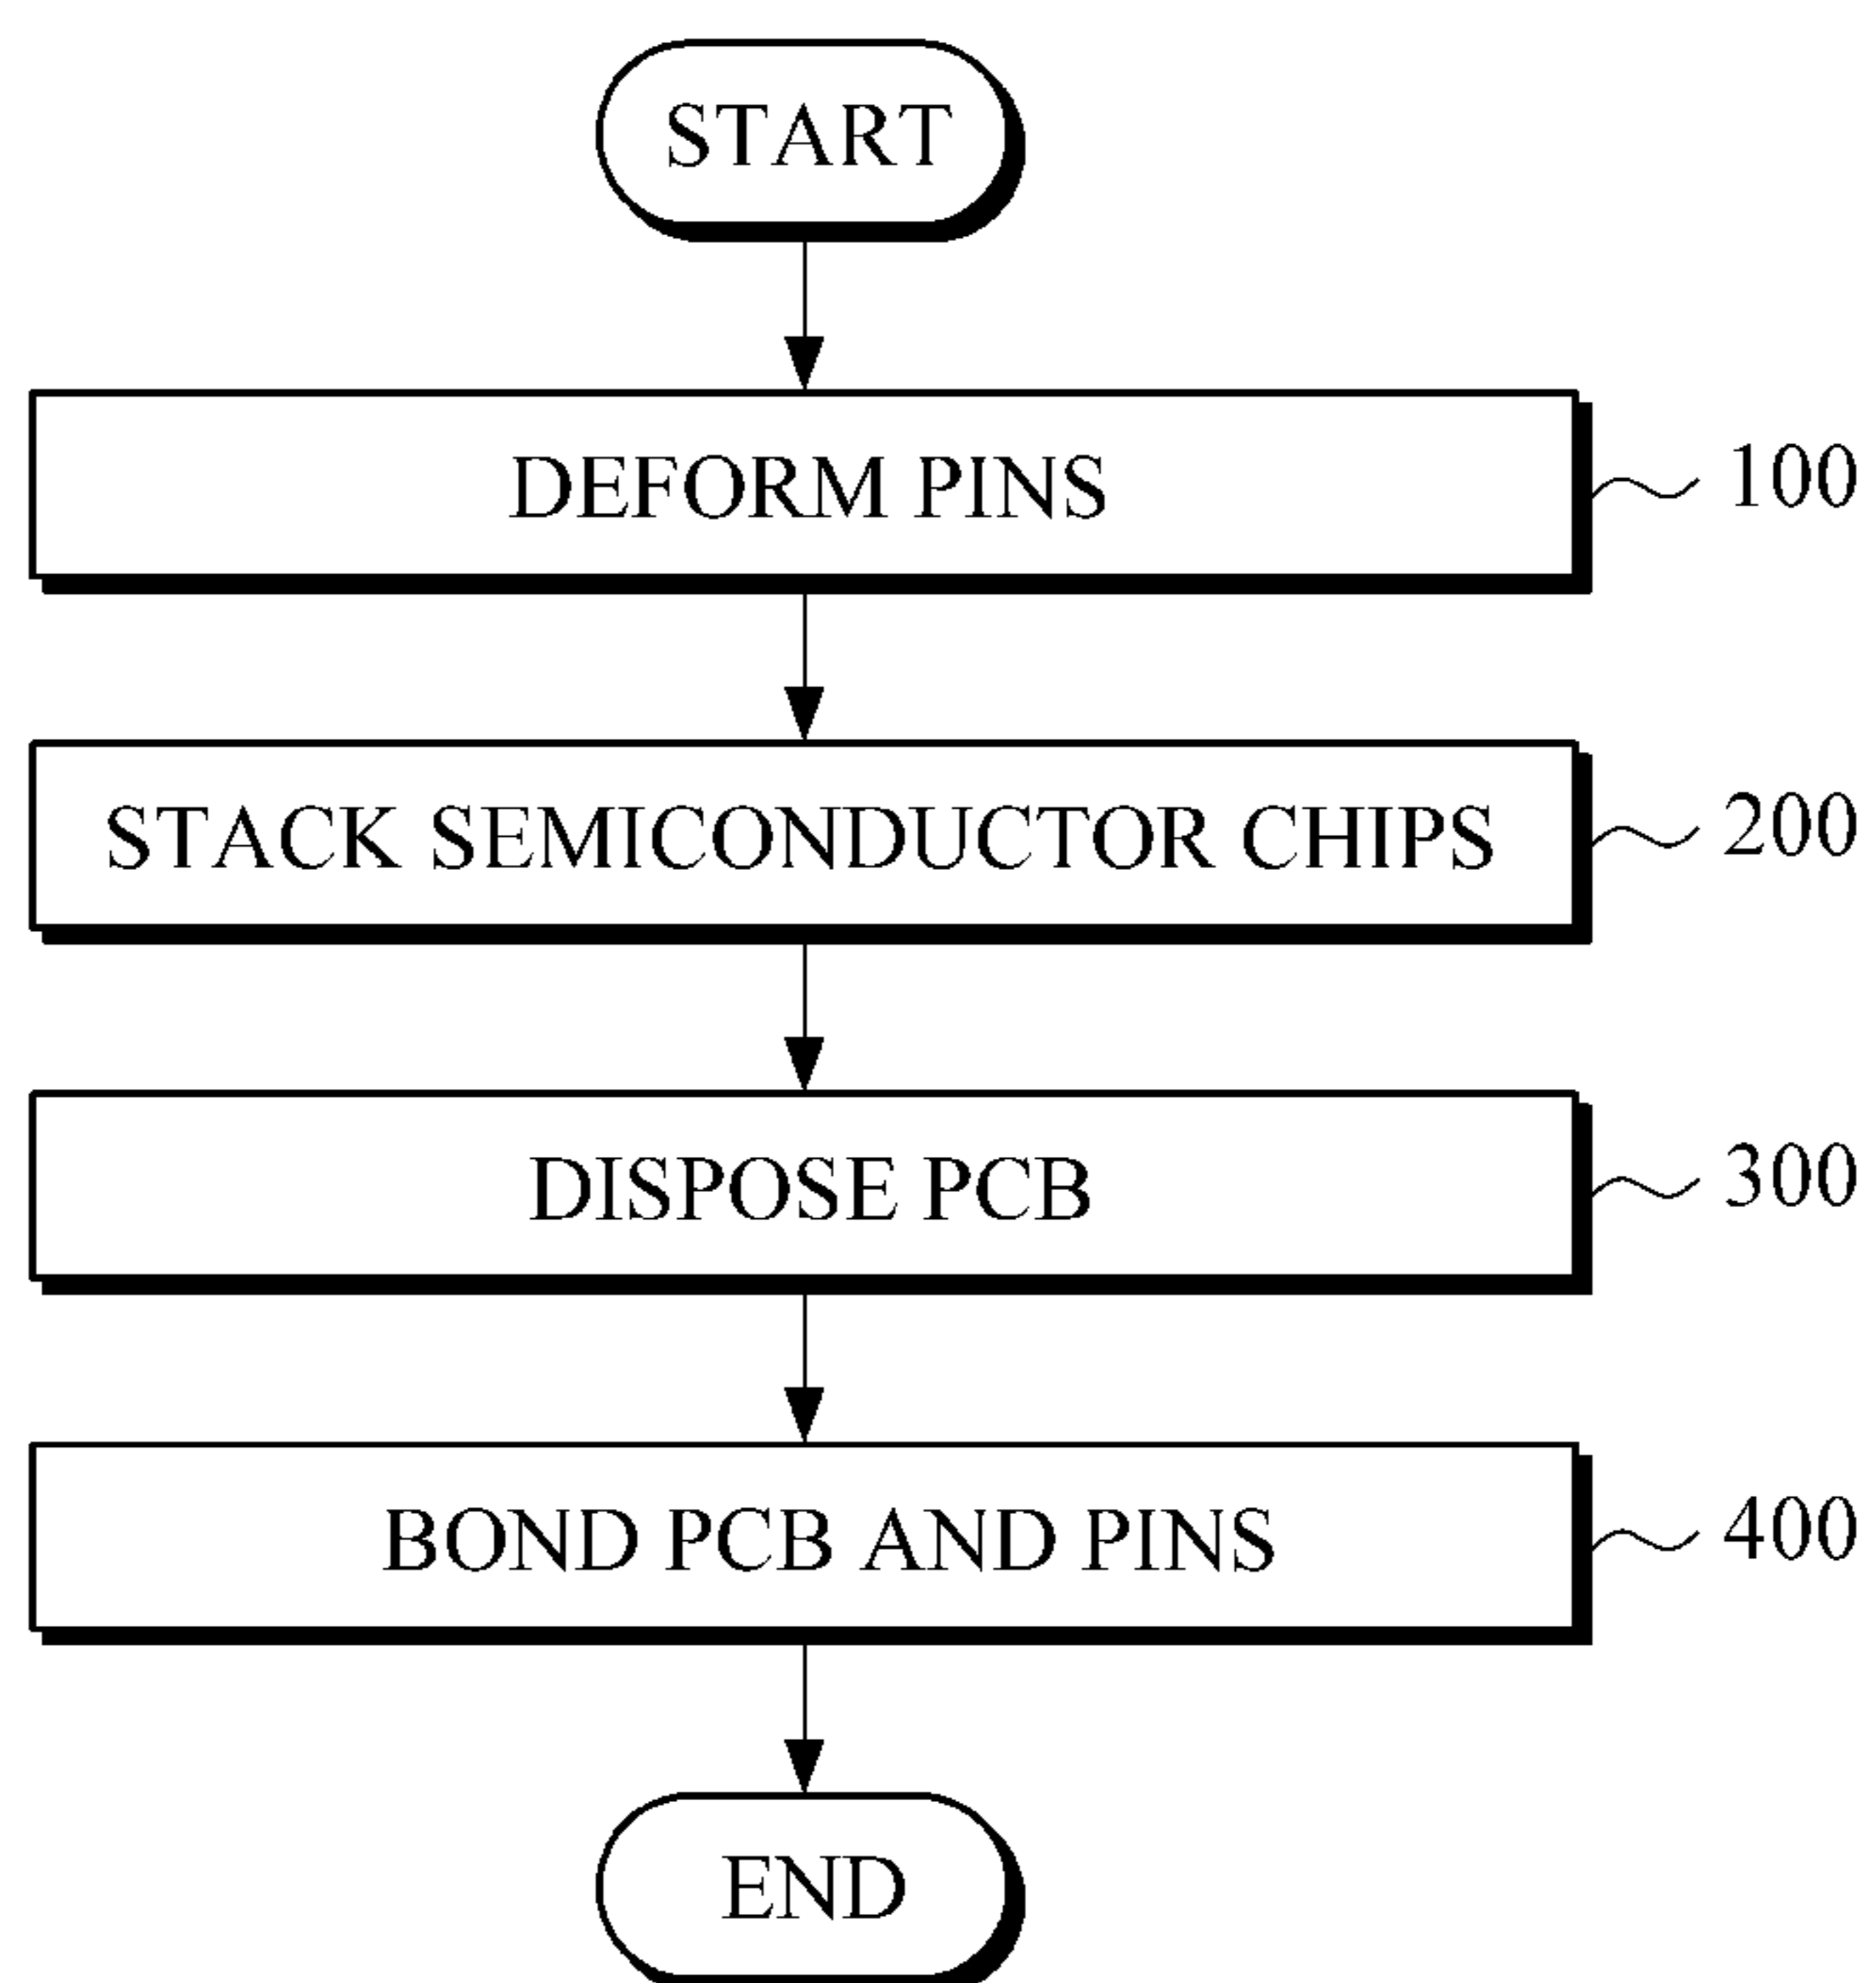 START
DEFORM PINS
100
STACK SEMICONDUCTOR CHIPS
200
DISPOSE PCB
300
BOND PCB AND PINS
400
END